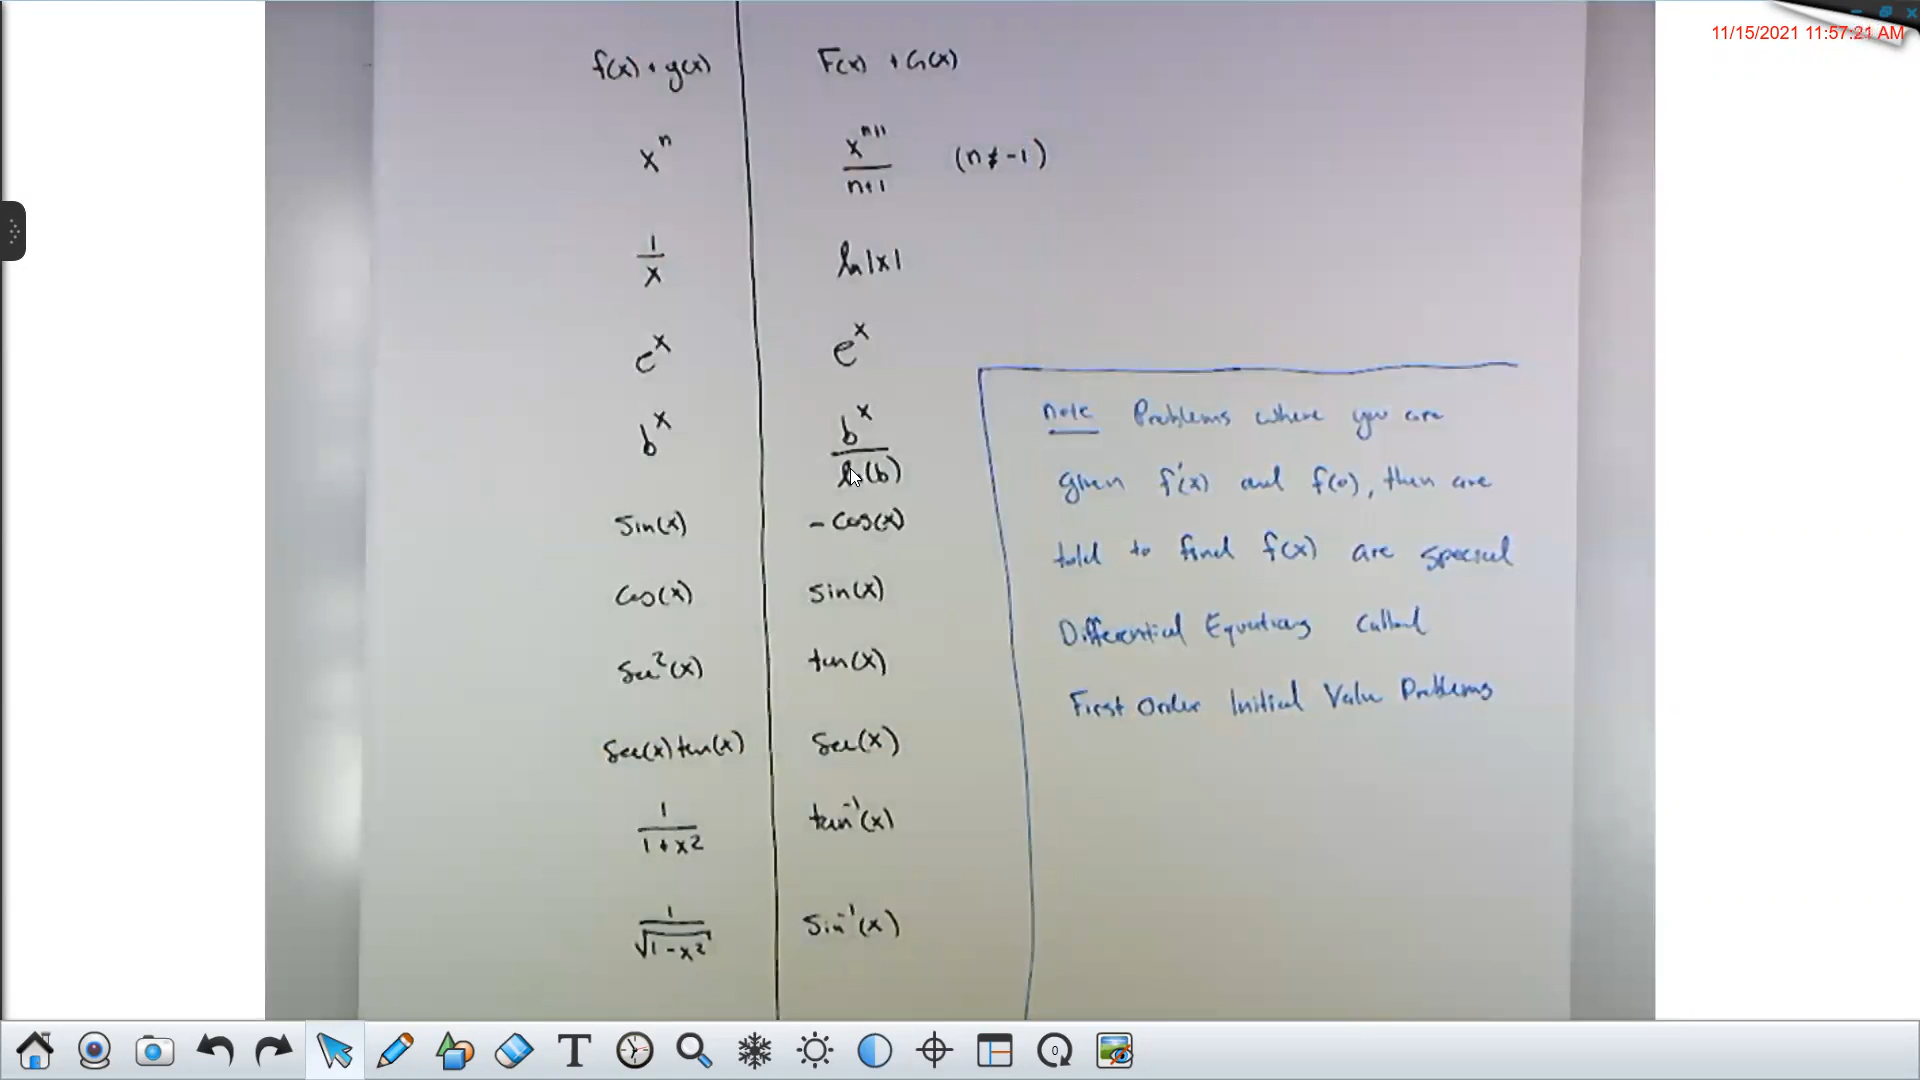 11/15/2021 11:57:21 AM
f(x) + g(x) F(x) + G(x)
x^n x^(n+1)/(n+1) (n ≠ -1)
1/x ln|x|
e^x e^x
b^x b^x/ln(b)
sin(x) - cos(x)
cos(x) sin(x)
sec²(x) tan(x)
sec(x) tan(x) sec(x)
1/(1+x²) tan⁻¹(x)
1/√(1-x²) sin⁻¹(x)
note Problems where you are
given f'(x) and f(0), then are
told to find f(x) are special
Differential Equations called
First Order Initial Value Problems
T
0